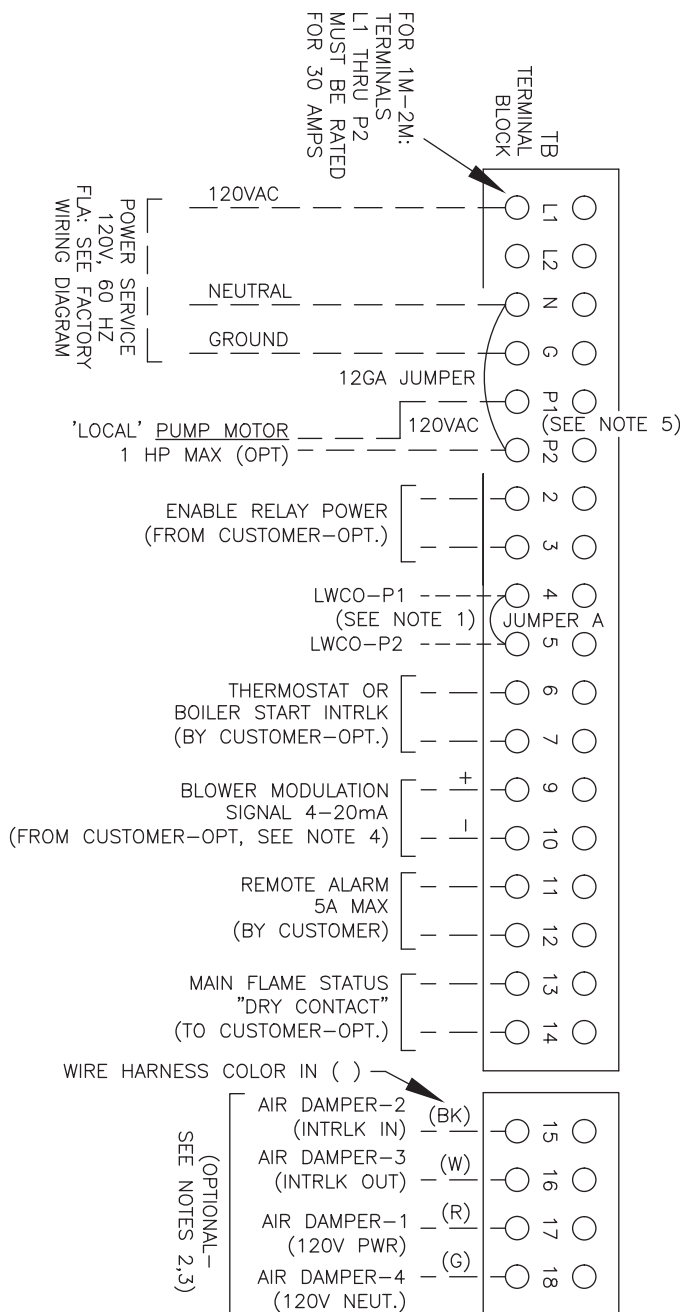 FOR 1M-2M:
TERMINALS
L1 THRU P2
MUST BE RATED
FOR 30 AMPS
TB
TERMINAL
BLOCK
120VAC
L1
L2
POWER SERVICE
120V, 60 HZ
FLA: SEE FACTORY
WIRING DIAGRAM
NEUTRAL
N
GROUND
G
12GA JUMPER
P1
(SEE NOTE 5)
'LOCAL' PUMP MOTOR
1 HP MAX (OPT)
120VAC
P2
ENABLE RELAY POWER
(FROM CUSTOMER-OPT.)
2
3
LWCO-P1
4
(SEE NOTE 1)
JUMPER A
LWCO-P2
5
THERMOSTAT OR
BOILER START INTRLK
(BY CUSTOMER-OPT.)
6
7
BLOWER MODULATION
SIGNAL 4-20mA
(FROM CUSTOMER-OPT, SEE NOTE 4)
+
9
-
10
REMOTE ALARM
5A MAX
(BY CUSTOMER)
11
12
MAIN FLAME STATUS
"DRY CONTACT"
(TO CUSTOMER-OPT.)
13
14
WIRE HARNESS COLOR IN ( )
(OPTIONAL-
SEE NOTES 2,3)
AIR DAMPER-2
(INTRLK IN)
(BK)
15
AIR DAMPER-3
(INTRLK OUT)
(W)
16
AIR DAMPER-1
(120V PWR)
(R)
17
AIR DAMPER-4
(120V NEUT.)
(G)
18